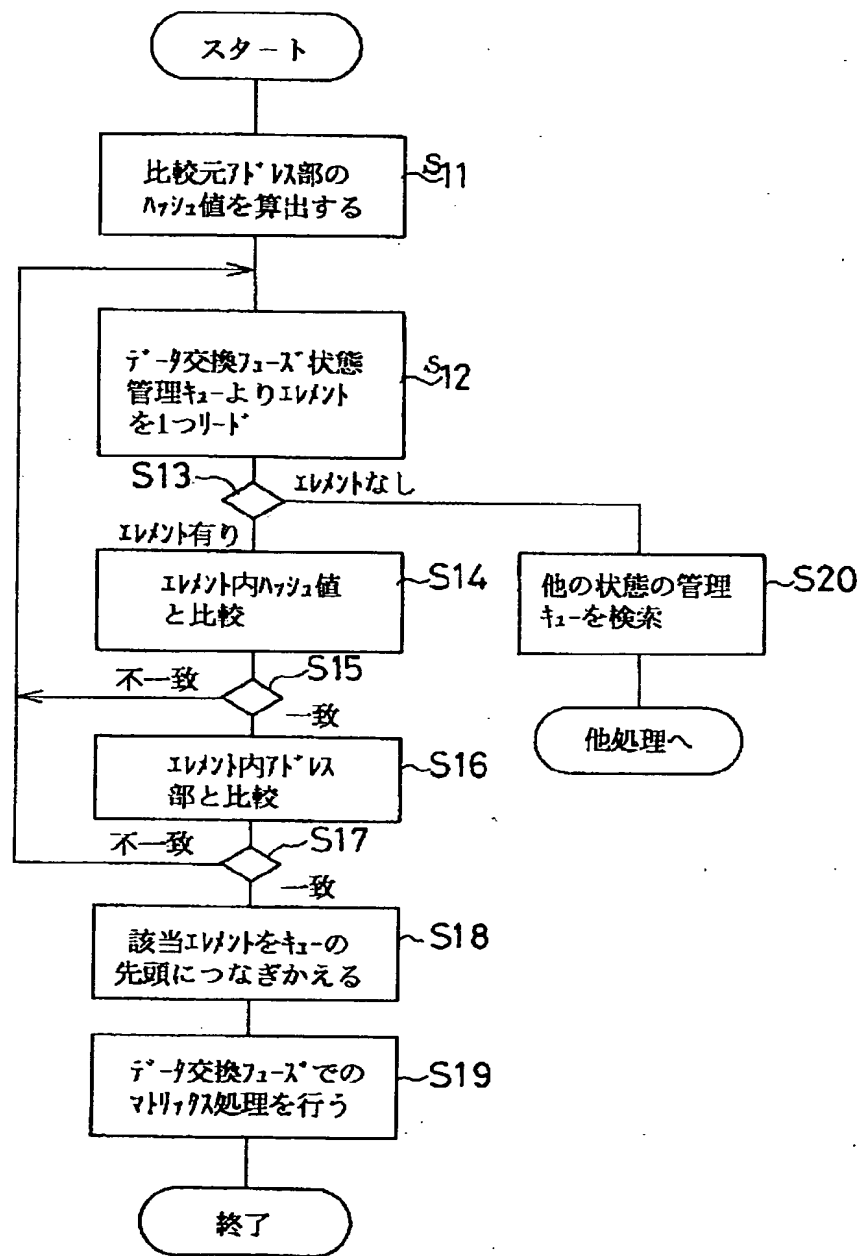 スタート
比較元ｱﾄﾞﾚｽ部の
ﾊｯｼｭ値を算出する
S11
ﾃﾞｰﾀ交換ﾌｭｰｽﾞ状態
管理ｷｭーよりｴﾚﾒﾝﾄ
を1つﾘｰﾄﾞ
S12
S13
ｴﾚﾒﾝﾄなし
ｴﾚﾒﾝﾄ有り
ｴﾚﾒﾝﾄ内ﾊｯｼｭ値
と比較
S14
他の状態の管理
ｷｭｰを検索
S20
不一致
S15
一致
他処理へ
ｴﾚﾒﾝﾄ内ｱﾄﾞﾚｽ
部と比較
S16
不一致
S17
一致
該当ｴﾚﾒﾝﾄをｷｭｰの
先頭につなぎかえる
S18
ﾃﾞｰﾀ交換ﾌｭｰｽﾞでの
ﾏﾄﾘｯｸｽ処理を行う
S19
終了